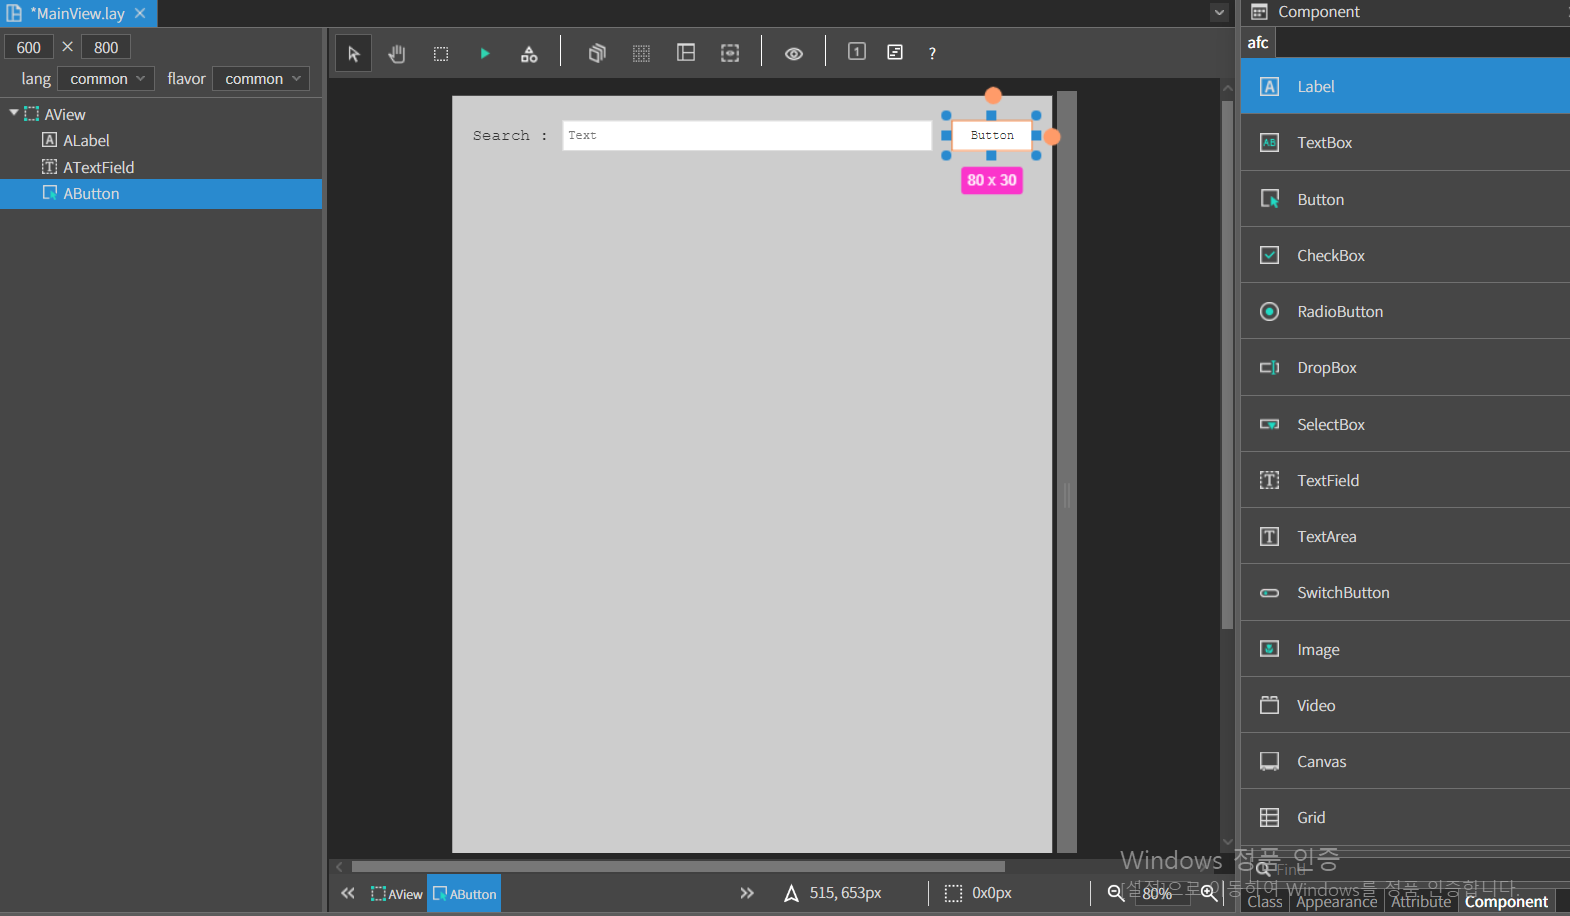 *MainView.lay
600 × 800
lang common flavor common
AView
ALabel
ATextField
AButton
1 ?
Search :
Text
Button
80 x 30
AView
AButton
515, 653px
0x0px
80%
Component
afc
Label
TextBox
Button
CheckBox
RadioButton
DropBox
SelectBox
TextField
TextArea
SwitchButton
Image
Video
Canvas
Grid
Find
Windows 정품 인증
[설정]으로 이동하여 Windows를 정품 인증합니다.
Class Appearance Attribute Component